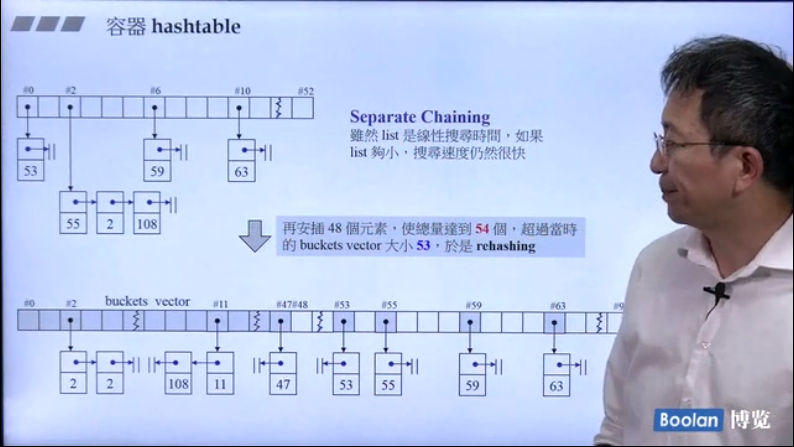 容器 hashtable
#0 #2 #6 #10 #52
Separate Chaining
雖然 list 是線性搜尋時間，如果
list 夠小，搜尋速度仍然很快
53 59 63
55 2 108
再安插 48 個元素，使總量達到 54 個，超過當時
的 buckets vector 大小 53，於是 rehashing
buckets vector
#0 #2 #11 #47 #48 #53 #55 #59 #63
2 2 108 11 47 53 55 59 63
Boolan 博览